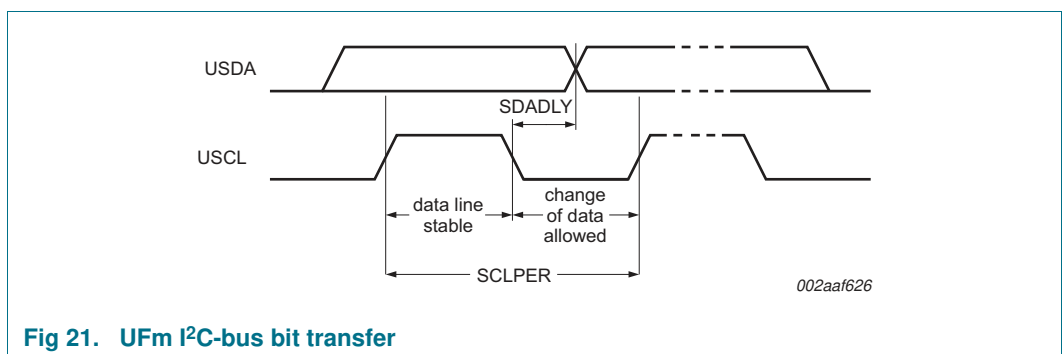 USDA
SDADLY
USCL
data line
stable
change
of data
allowed
SCLPER
002aaf626
Fig 21. UFm I²C-bus bit transfer